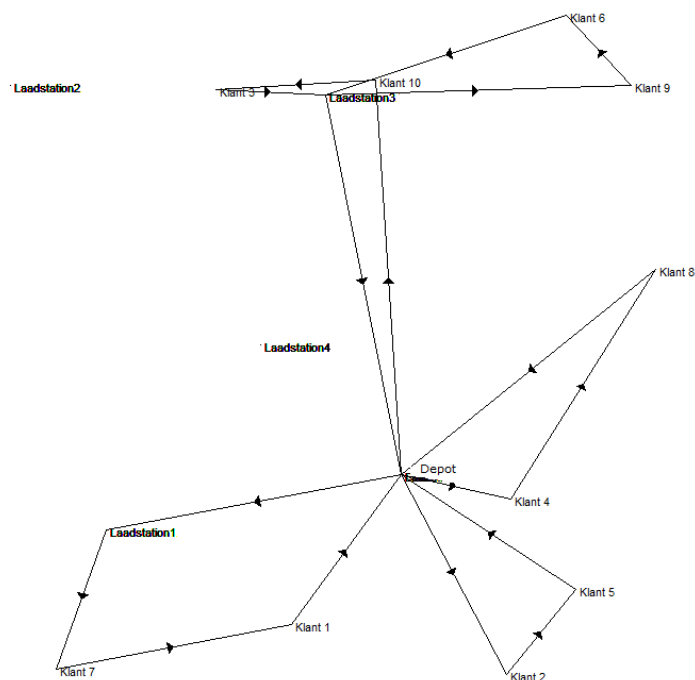 Klant 6
Klant 10
Laadstation2
Klant 3
Klant 9
Laadstation3
Klant 8
Laadstation4
Depot
Klant 4
Laadstation1
Klant 5
Klant 1
Klant 7
Klant 2